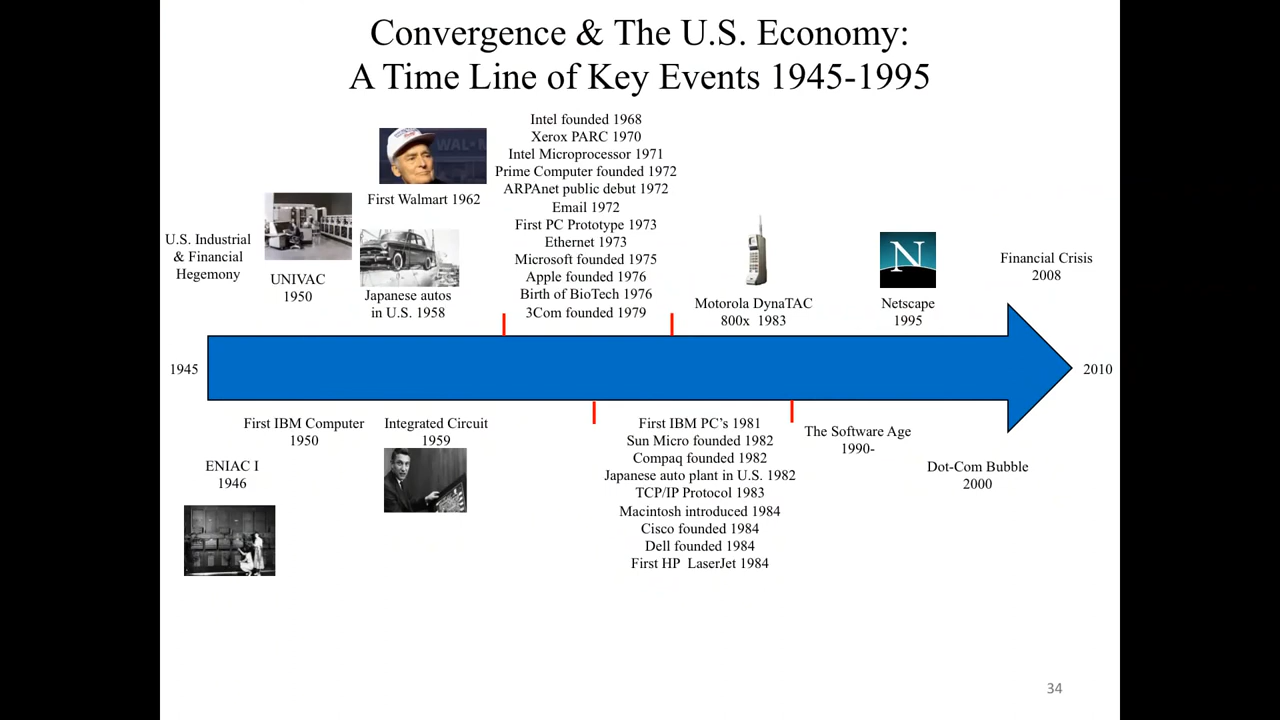 Convergence & The U.S. Economy:
A Time Line of Key Events 1945-1995
U.S. Industrial
& Financial
Hegemony
UNIVAC
1950
WAL
First Walmart 1962
Japanese autos
in U.S. 1958
Intel founded 1968
Xerox PARC 1970
Intel Microprocessor 1971
Prime Computer founded 1972
ARPAnet public debut 1972
Email 1972
First PC Prototype 1973
Ethernet 1973
Microsoft founded 1975
Apple founded 1976
Birth of BioTech 1976
3Com founded 1979
Motorola DynaTAC
800x 1983
N
Netscape
1995
Financial Crisis
2008
1945
2010
First IBM Computer
1950
ENIAC I
1946
Integrated Circuit
1959
First IBM PC's 1981
Sun Micro founded 1982
Compaq founded 1982
Japanese auto plant in U.S. 1982
TCP/IP Protocol 1983
Macintosh introduced 1984
Cisco founded 1984
Dell founded 1984
First HP LaserJet 1984
The Software Age
1990-
Dot-Com Bubble
2000
34